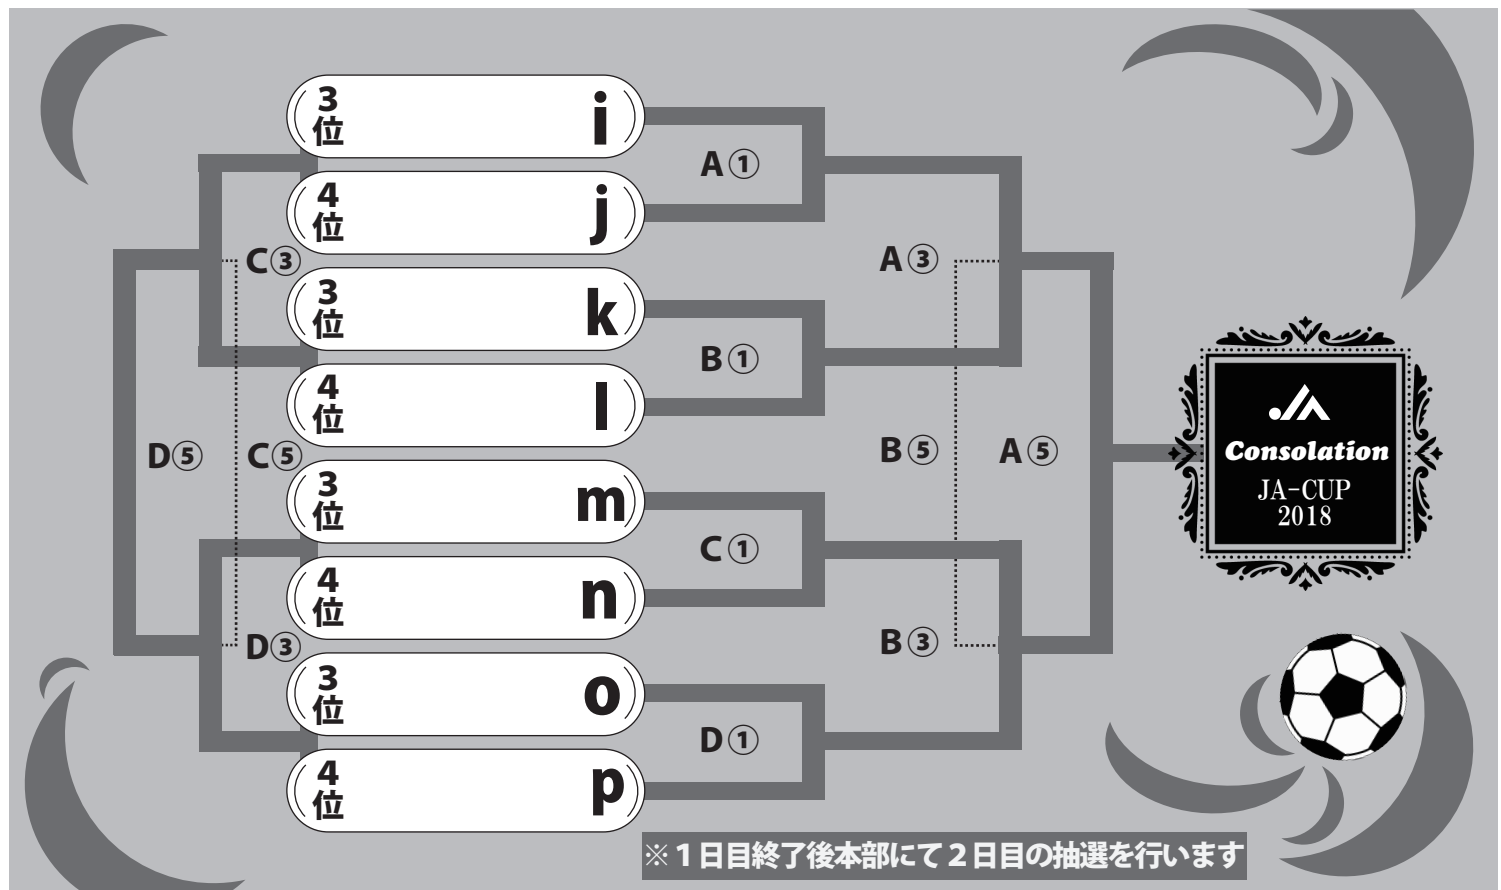 3位 i
A①
4位 j
C③
A③
3位 k
B①
4位 l
D⑤
C⑤
B⑤
A⑤
Consolation
JA-CUP
2018
3位 m
C①
4位 n
D③
B③
3位 o
D①
4位 p
※１日目終了後本部にて２日目の抽選を行います